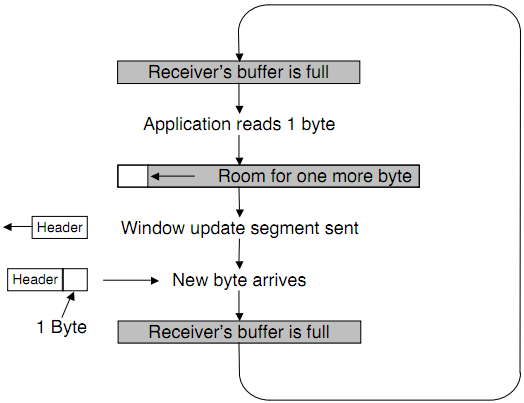 Receiver's buffer is full
Application reads 1 byte
Room for one more byte
Header
Window update segment sent
Header
New byte arrives
1 Byte
Receiver's buffer is full